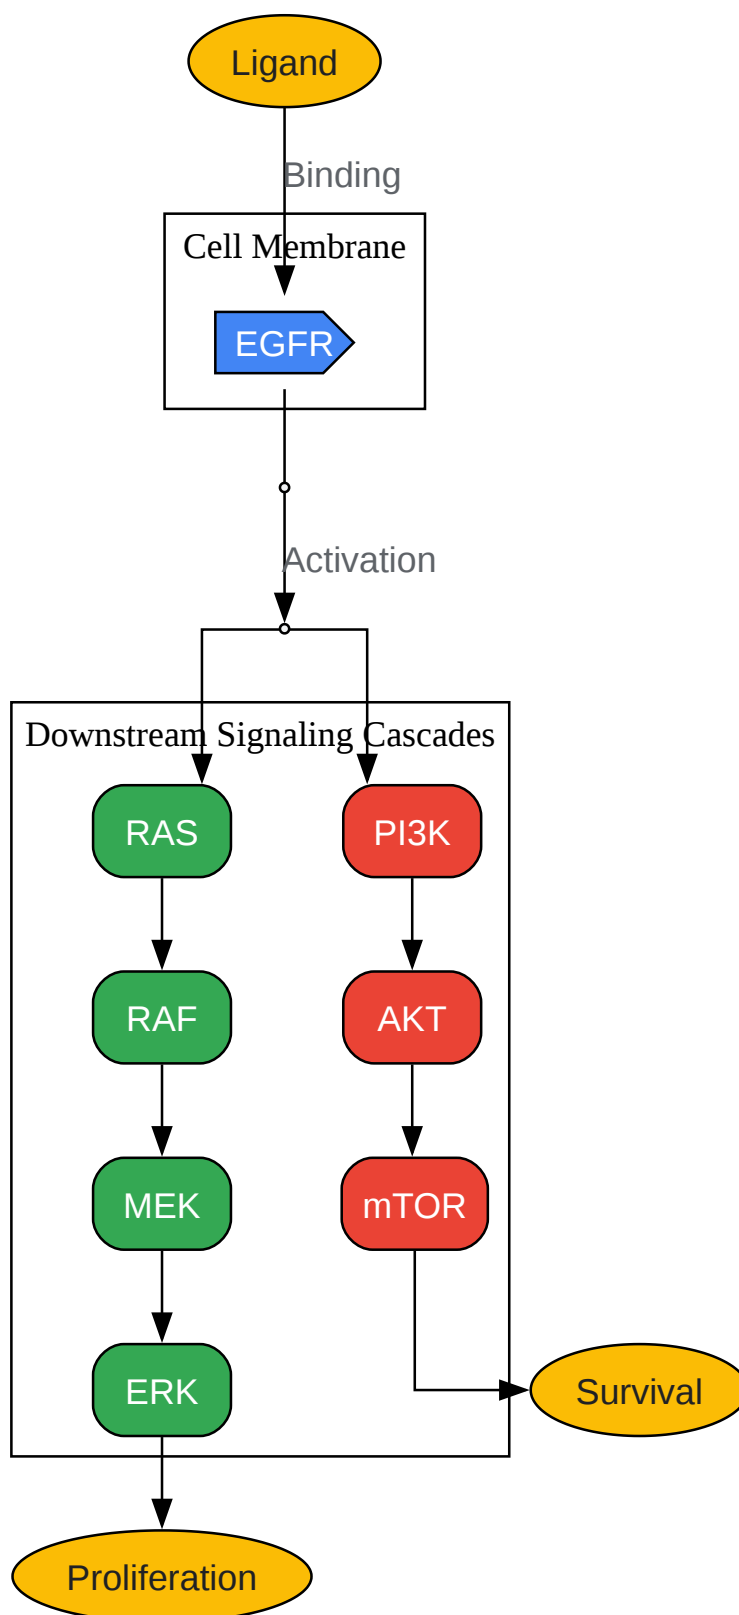 Ligand
Binding
Cell Membrane
EGFR
Activation
Downstream Signaling Cascades
RAS
PI3K
RAF
AKT
MEK
mTOR
ERK
Survival
Proliferation